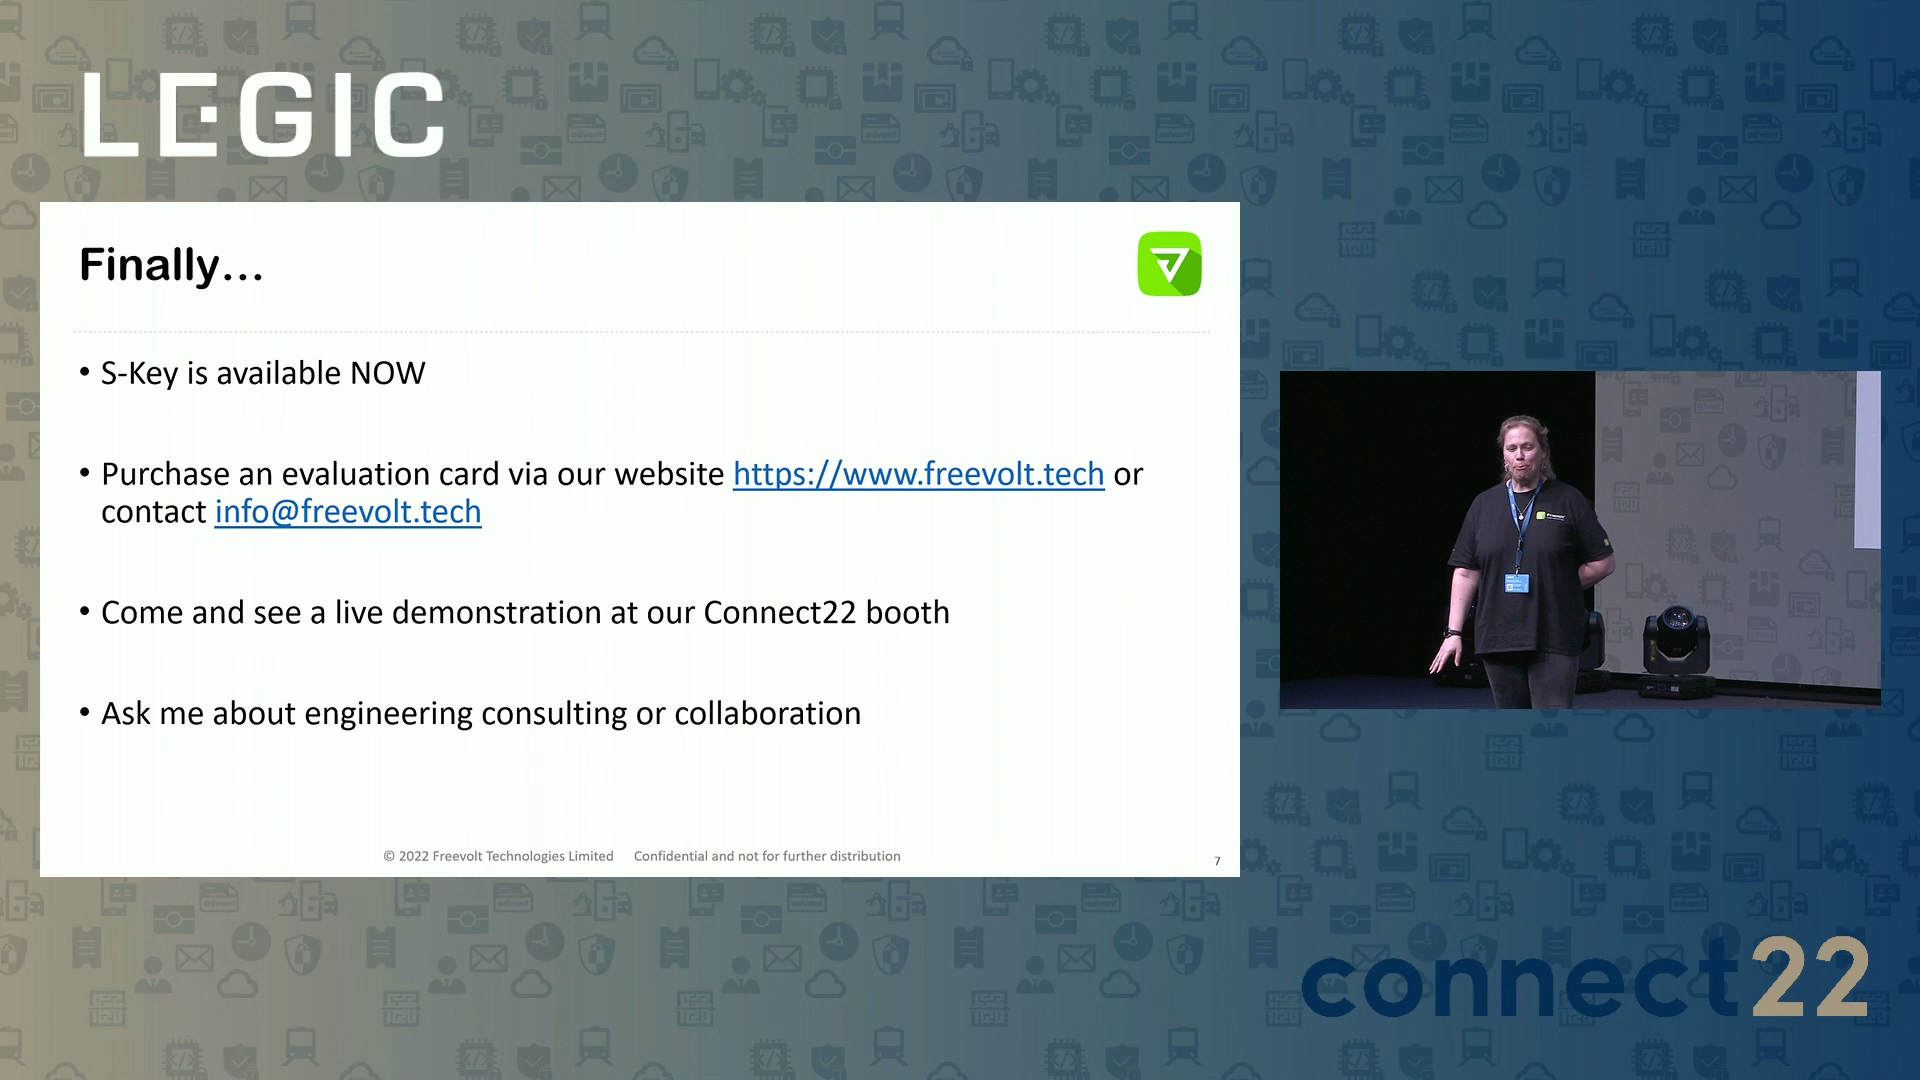 LEGIC
Finally...
• S-Key is available NOW
• Purchase an evaluation card via our website https://www.freevolt.tech or
contact info@freevolt.tech
• Come and see a live demonstration at our Connect22 booth
• Ask me about engineering consulting or collaboration
© 2022 Freevolt Technologies Limited Confidential and not for further distribution
7
connect22